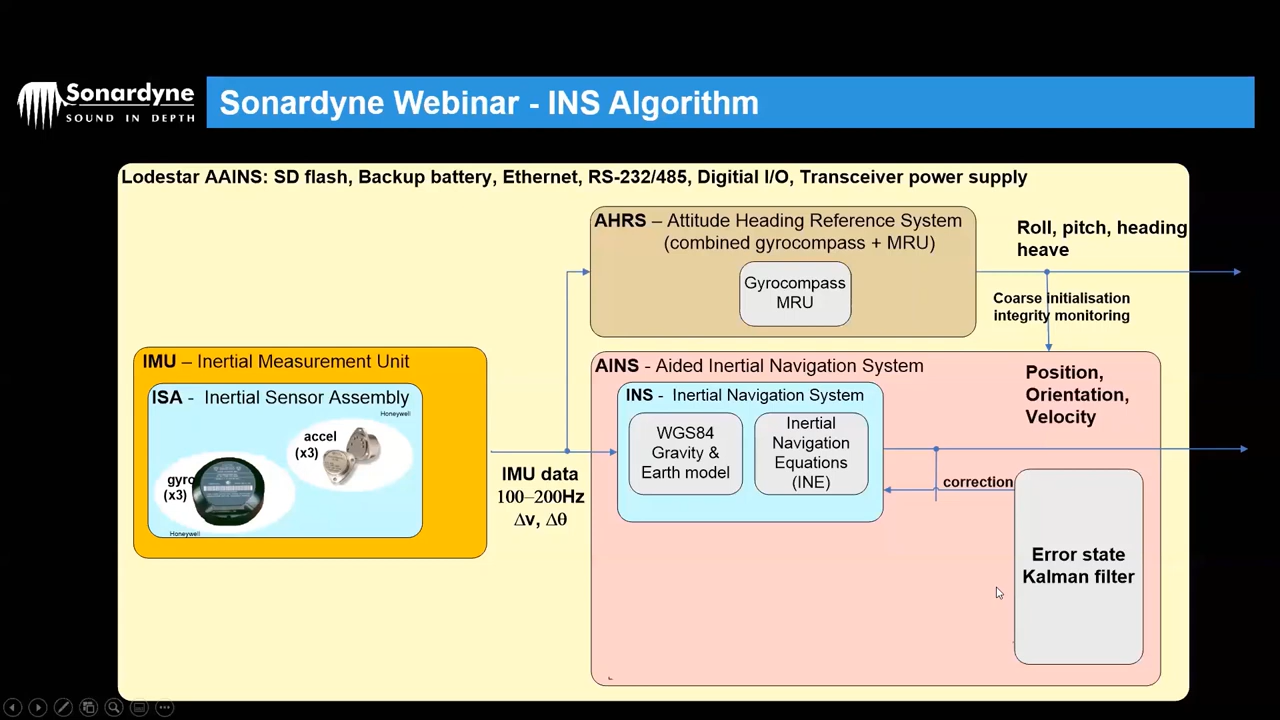 Sonardyne
SOUND IN DEPTH
Sonardyne Webinar - INS Algorithm
Lodestar AAINS: SD flash, Backup battery, Ethernet, RS-232/485, Digitial I/O, Transceiver power supply
AHRS – Attitude Heading Reference System
(combined gyrocompass + MRU)
Gyrocompass
MRU
Roll, pitch, heading
heave
Coarse initialisation
integrity monitoring
IMU – Inertial Measurement Unit
ISA - Inertial Sensor Assembly
Honeywell
accel
(x3)
gyro
(x3)
Honeywell
IMU data
100–200Hz
Δv, Δθ
AINS - Aided Inertial Navigation System
INS - Inertial Navigation System
WGS84
Gravity &
Earth model
Inertial
Navigation
Equations
(INE)
Position,
Orientation,
Velocity
correction
Error state
Kalman filter